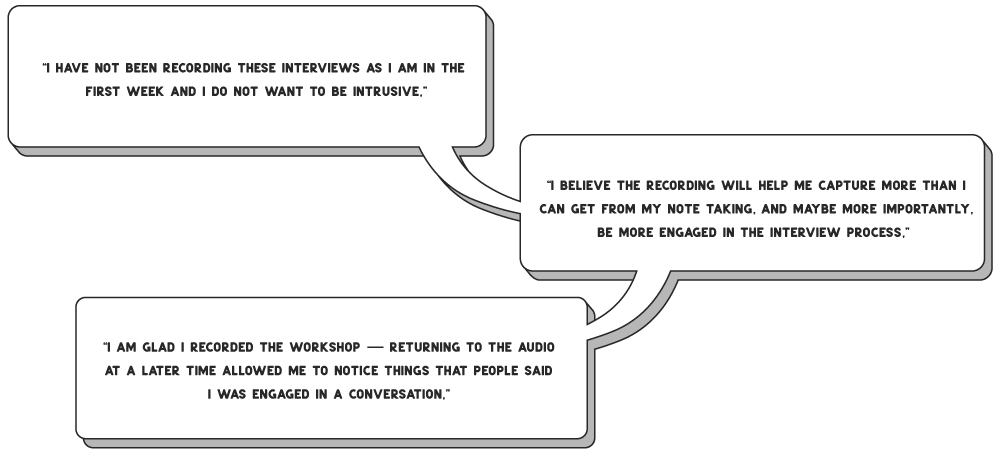 "I HAVE NOT BEEN RECORDING THESE INTERVIEWS AS I AM IN THE
FIRST WEEK AND I DO NOT WANT TO BE INTRUSIVE."
"I BELIEVE THE RECORDING WILL HELP ME CAPTURE MORE THAN I
CAN GET FROM MY NOTE TAKING, AND MAYBE MORE IMPORTANTLY,
BE MORE ENGAGED IN THE INTERVIEW PROCESS."
"I AM GLAD I RECORDED THE WORKSHOP — RETURNING TO THE AUDIO
AT A LATER TIME ALLOWED ME TO NOTICE THINGS THAT PEOPLE SAID
I WAS ENGAGED IN A CONVERSATION."